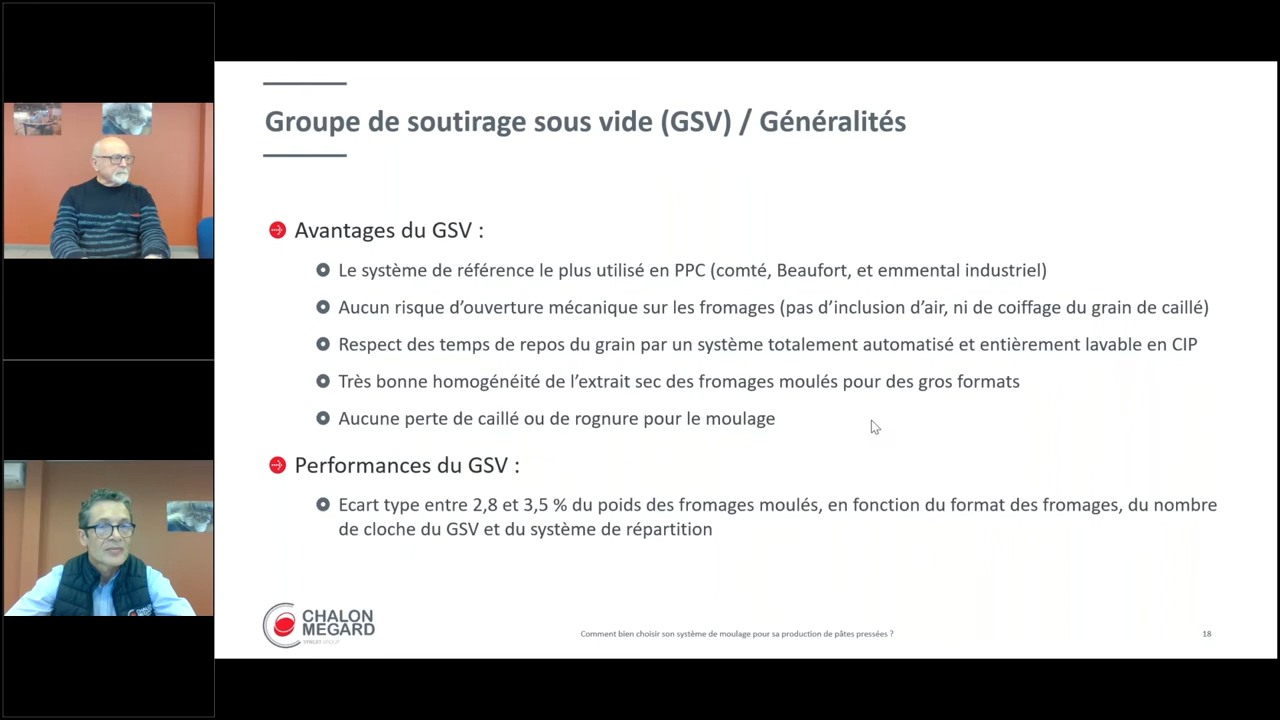 Groupe de soutirage sous vide (GSV) / Généralités
Avantages du GSV :
Le système de référence le plus utilisé en PPC (comté, Beaufort, et emmental industriel)
Aucun risque d’ouverture mécanique sur les fromages (pas d’inclusion d’air, ni de coiffage du grain de caillé)
Respect des temps de repos du grain par un système totalement automatisé et entièrement lavable en CIP
Très bonne homogénéité de l’extrait sec des fromages moulés pour des gros formats
Aucune perte de caillé ou de rognure pour le moulage
Performances du GSV :
Ecart type entre 2,8 et 3,5 % du poids des fromages moulés, en fonction du format des fromages, du nombre
de cloche du GSV et du système de répartition
CHALON
MEGARD
Comment bien choisir son système de moulage pour sa production de pâtes pressées ?
18